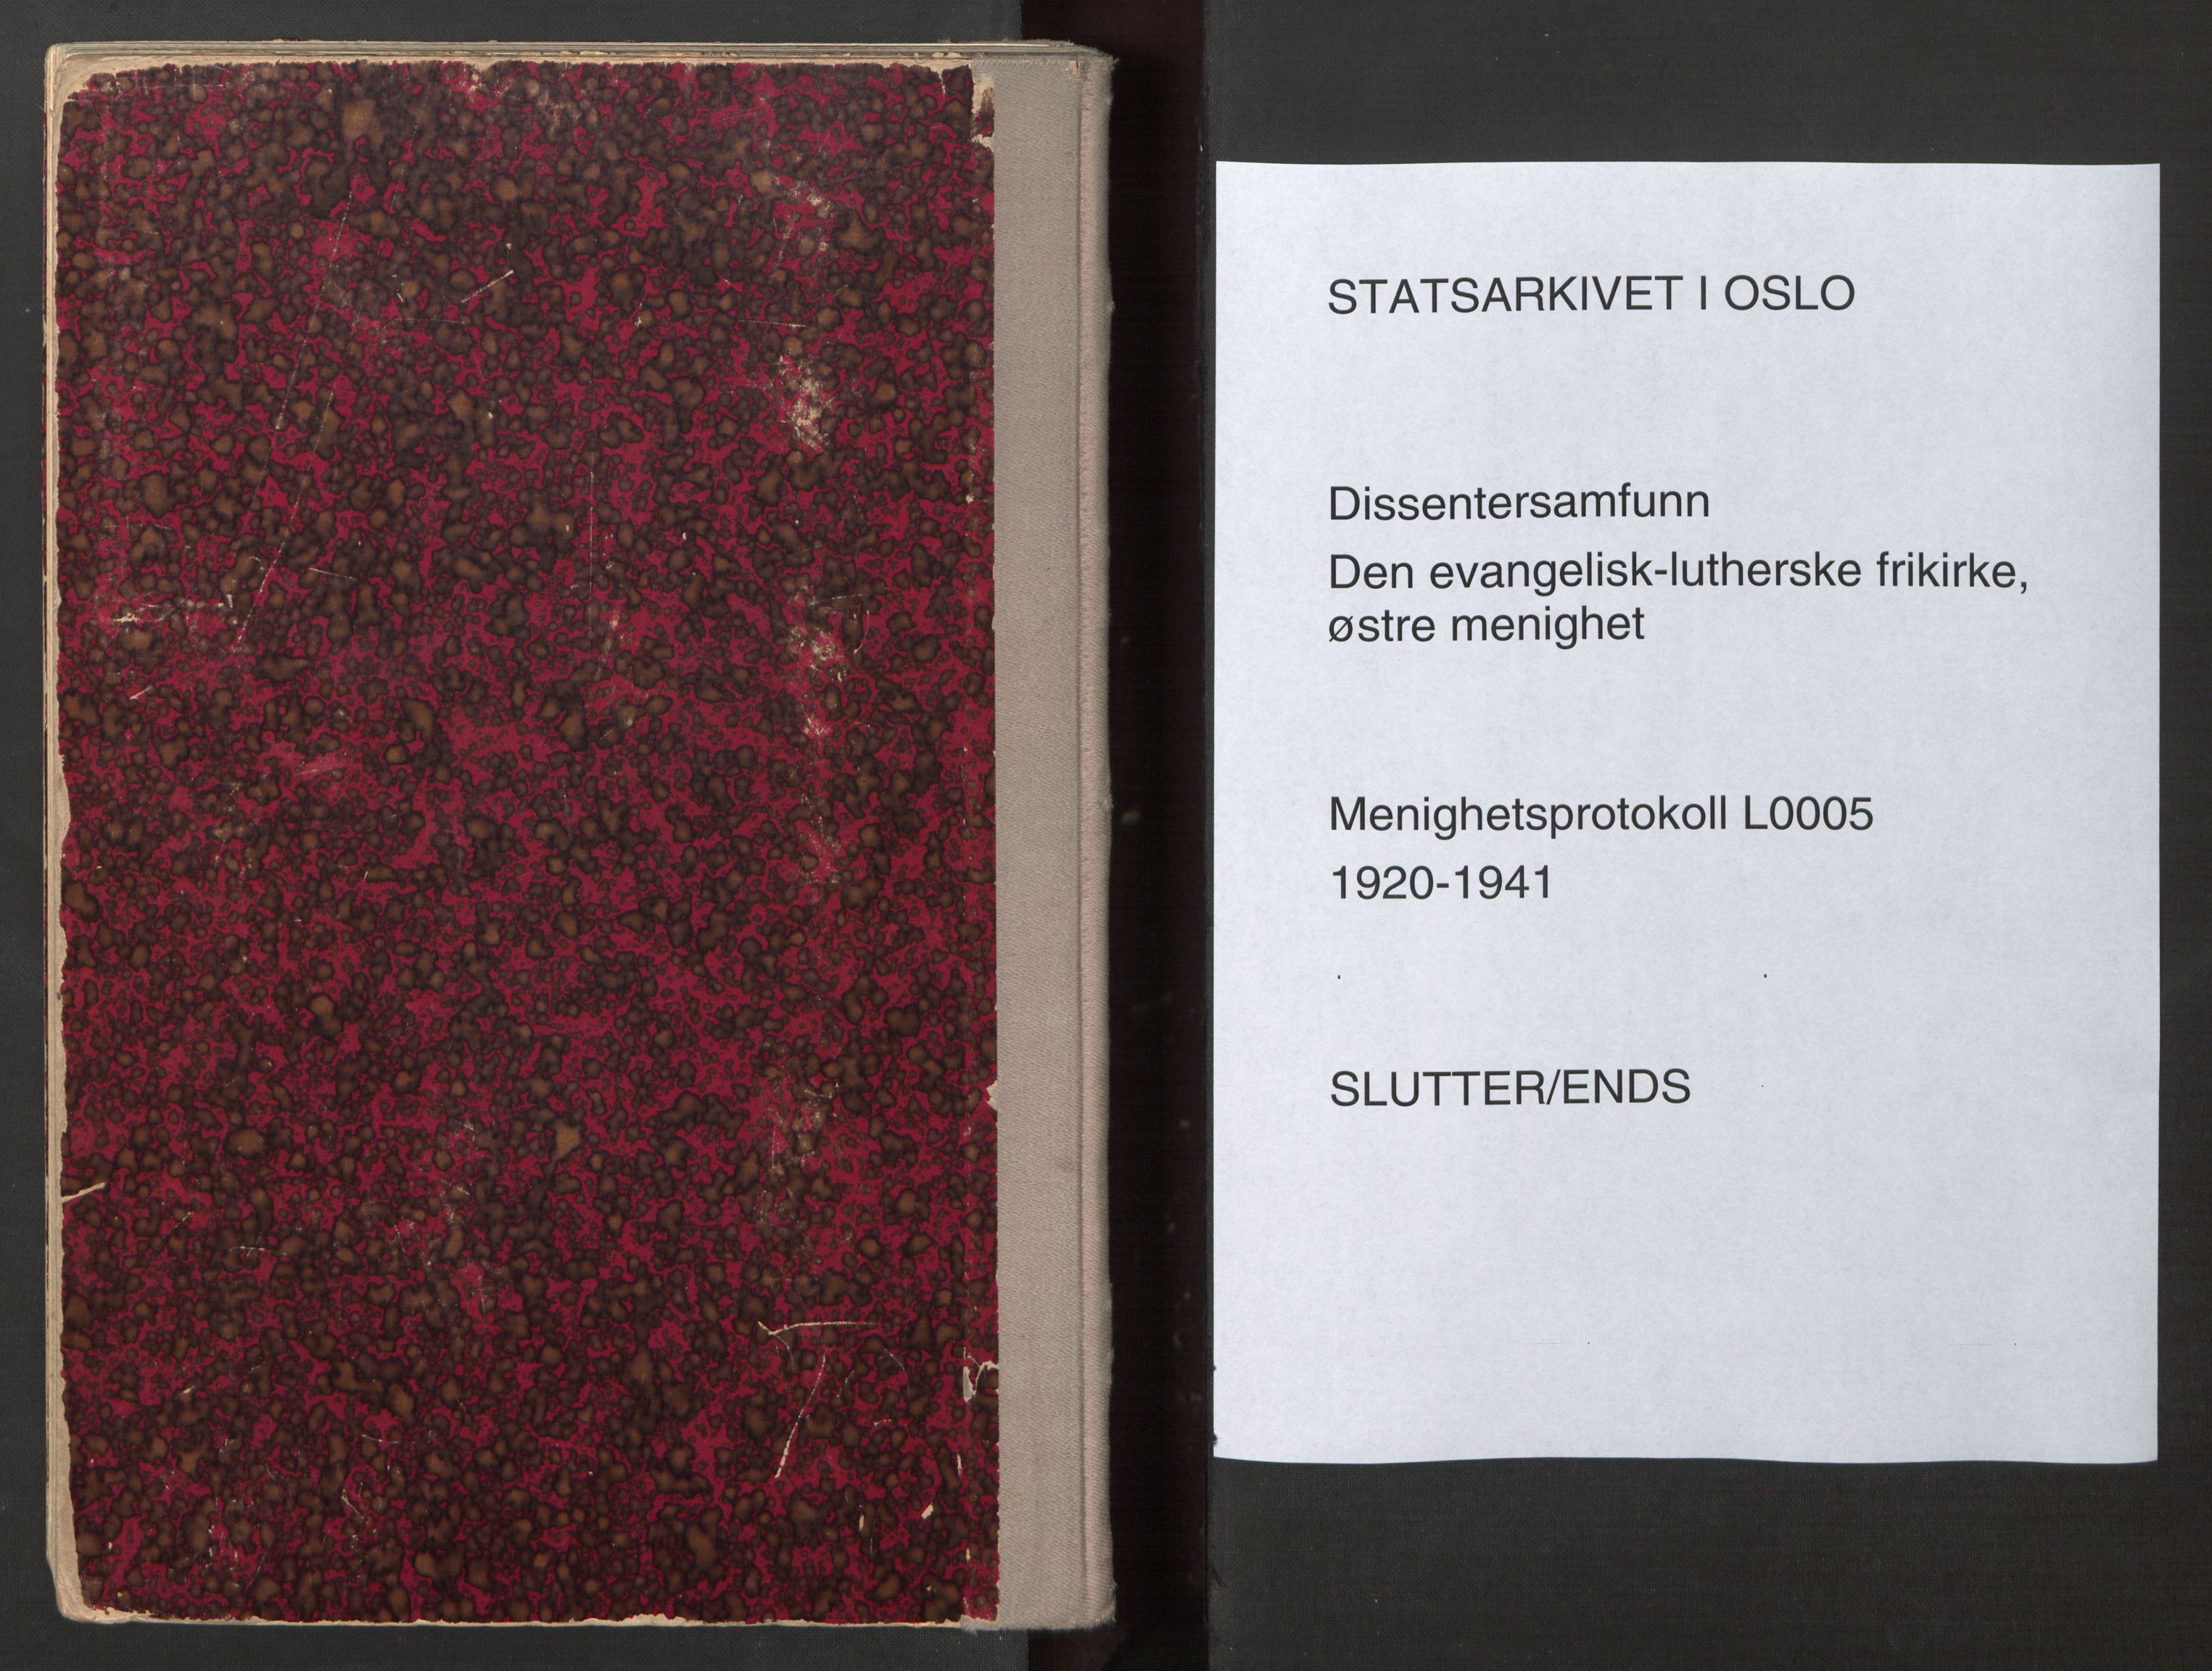 STATSARKIVET I OSLO
Dissentersamfunn
Den evangelisk-lutherske frikirke,
østre menighet
Menighetsprotokoll L0005
1920-1941
SLUTTER/ENDS